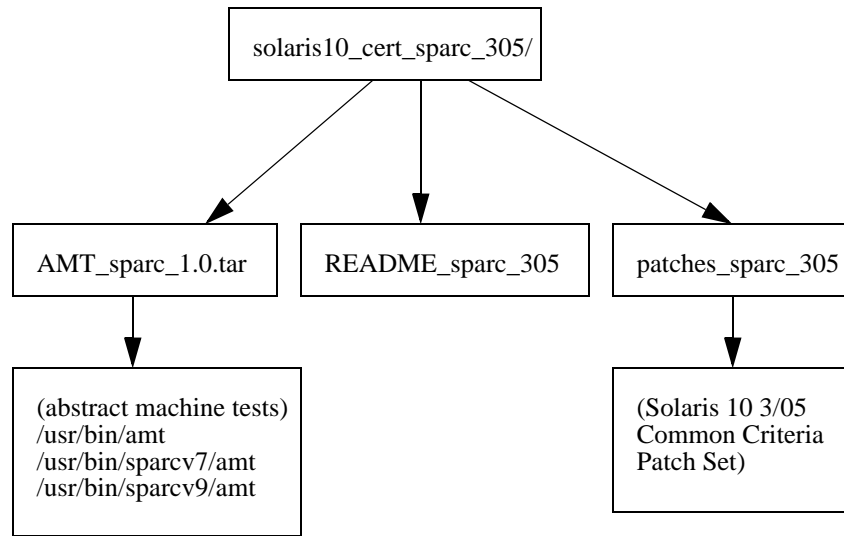 solaris10_cert_sparc_305/
AMT_sparc_1.0.tar
README_sparc_305
patches_sparc_305
(abstract machine tests)
/usr/bin/amt
/usr/bin/sparcv7/amt
/usr/bin/sparcv9/amt
(Solaris 10 3/05
Common Criteria
Patch Set)